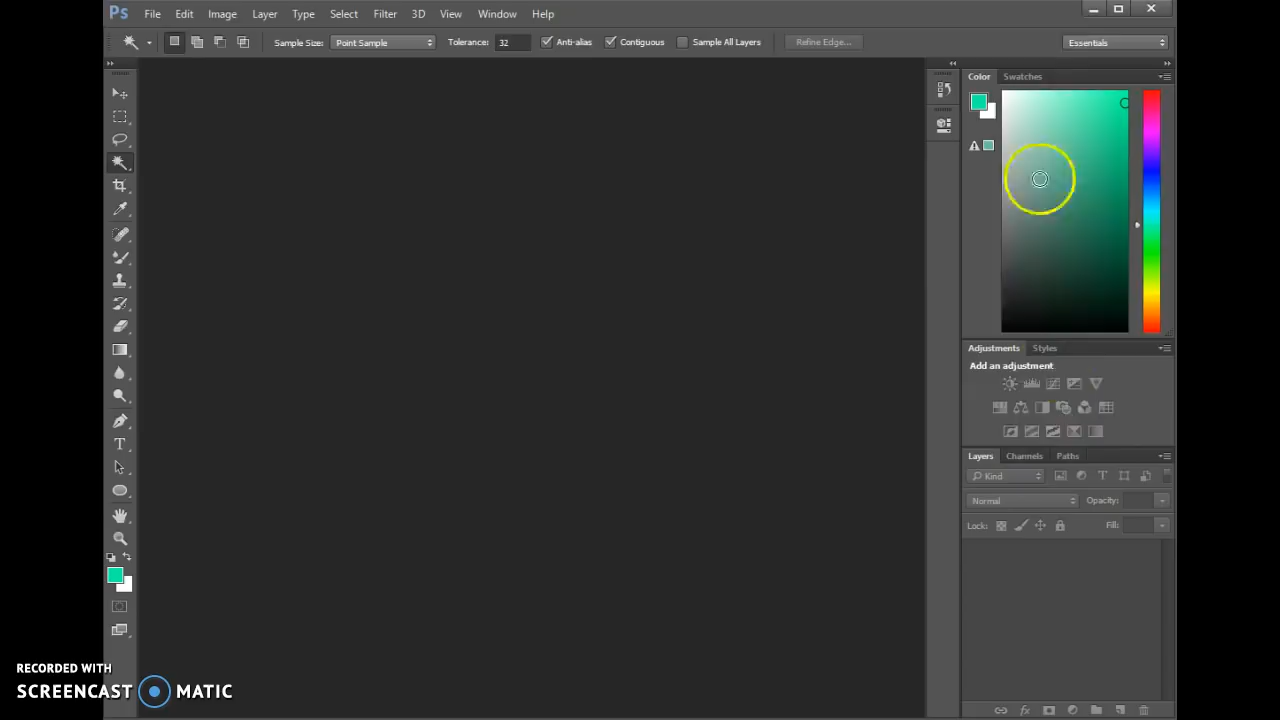 Ps File Edit Image Layer Type Select Filter 3D View Window Help
Sample Size: Point Sample Tolerance: 32 Anti-alias Contiguous Sample All Layers Refine Edge... Essentials
Color Swatches
Adjustments Styles
Add an adjustment
Layers Channels Paths
Kind
Normal Opacity:
Lock: Fill:
RECORDED WITH
SCREENCAST MATIC